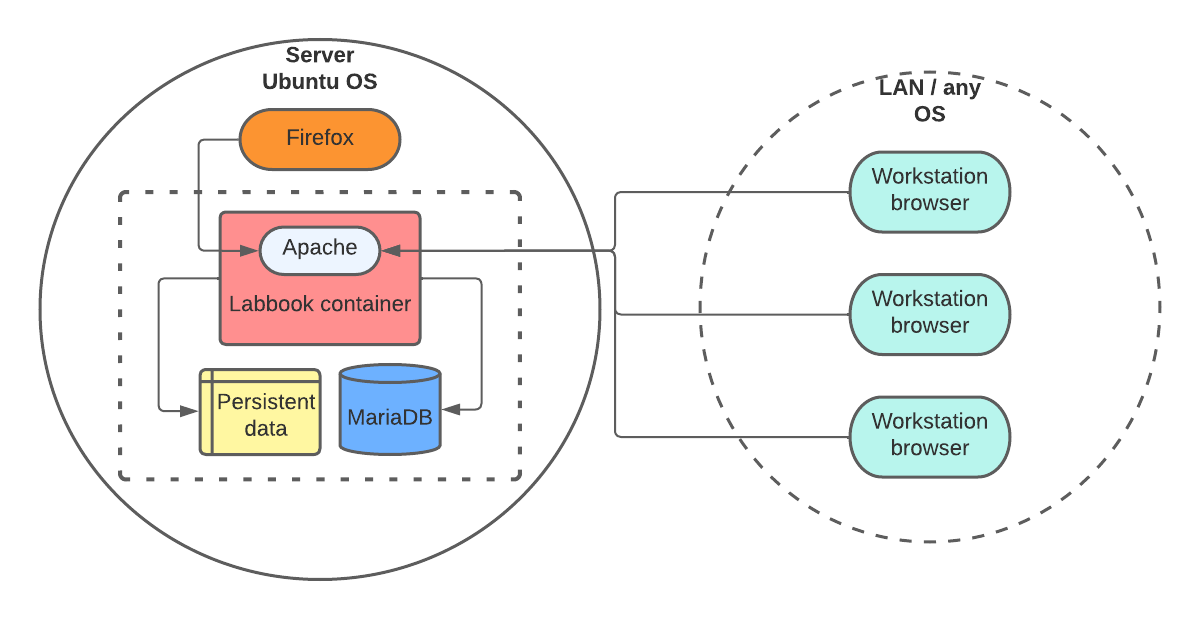 Server
Ubuntu OS
Firefox
Apache
Labbook container
Persistent
data
MariaDB
LAN / any
OS
Workstation
browser
Workstation
browser
Workstation
browser